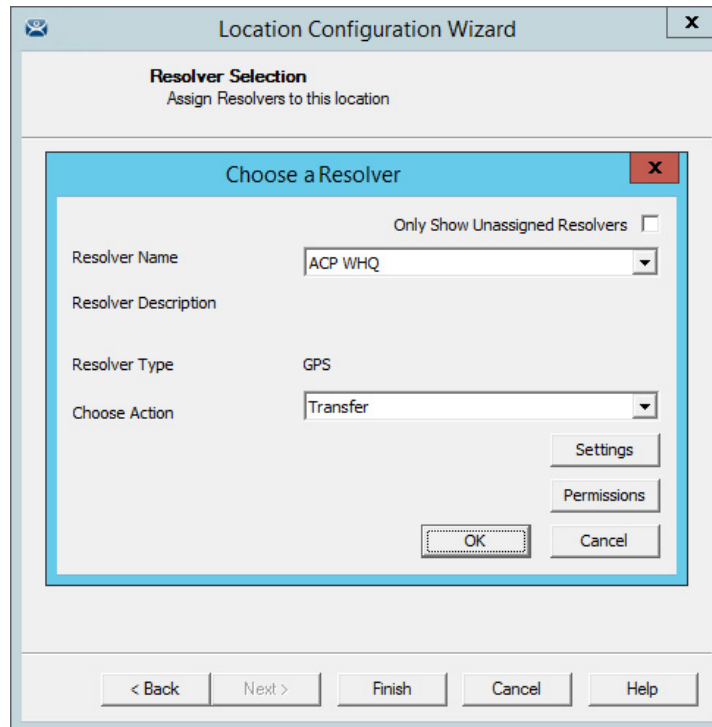 Location Configuration Wizard
x
Resolver Selection
Assign Resolvers to this location
Choose a Resolver
x
Only Show Unassigned Resolvers
Resolver Name
ACP WHQ
Resolver Description
Resolver Type
GPS
Choose Action
Transfer
Settings
Permissions
OK
Cancel
< Back
Next >
Finish
Cancel
Help